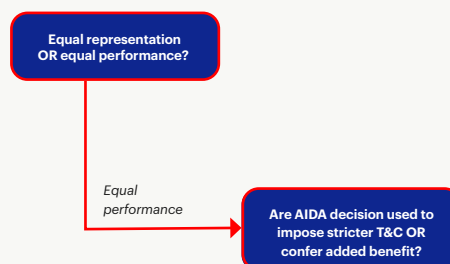 Equal representation
OR equal performance?
Equal
performance
Are AIDA decision used to
impose stricter T&C OR
confer added benefit?